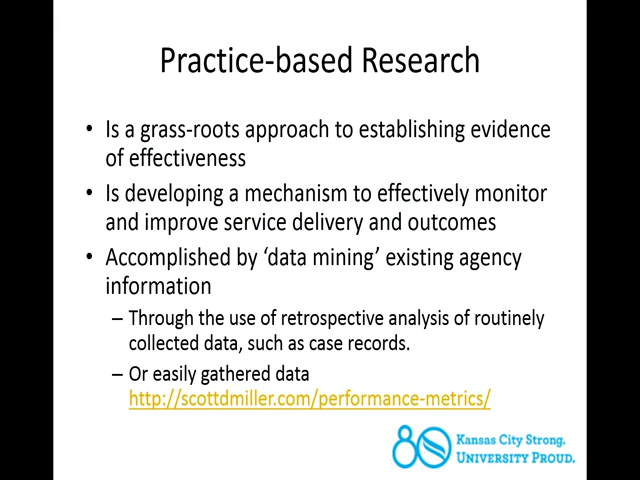 Practice-based Research
• Is a grass-roots approach to establishing evidence
of effectiveness
• Is developing a mechanism to effectively monitor
and improve service delivery and outcomes
• Accomplished by ‘data mining’ existing agency
information
– Through the use of retrospective analysis of routinely
collected data, such as case records.
– Or easily gathered data
http://scottdmiller.com/performance-metrics/
80 Kansas City Strong.
UNIVERSITY PROUD.